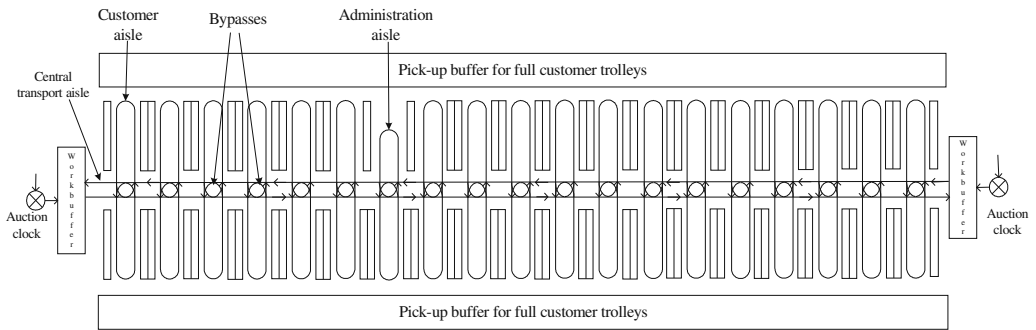 Customer
aisle
Bypasses
Administration
aisle
Pick-up buffer for full customer trolleys
Central
transport aisle
Workbuffer
Workbuffer
Auction
clock
Auction
clock
Pick-up buffer for full customer trolleys